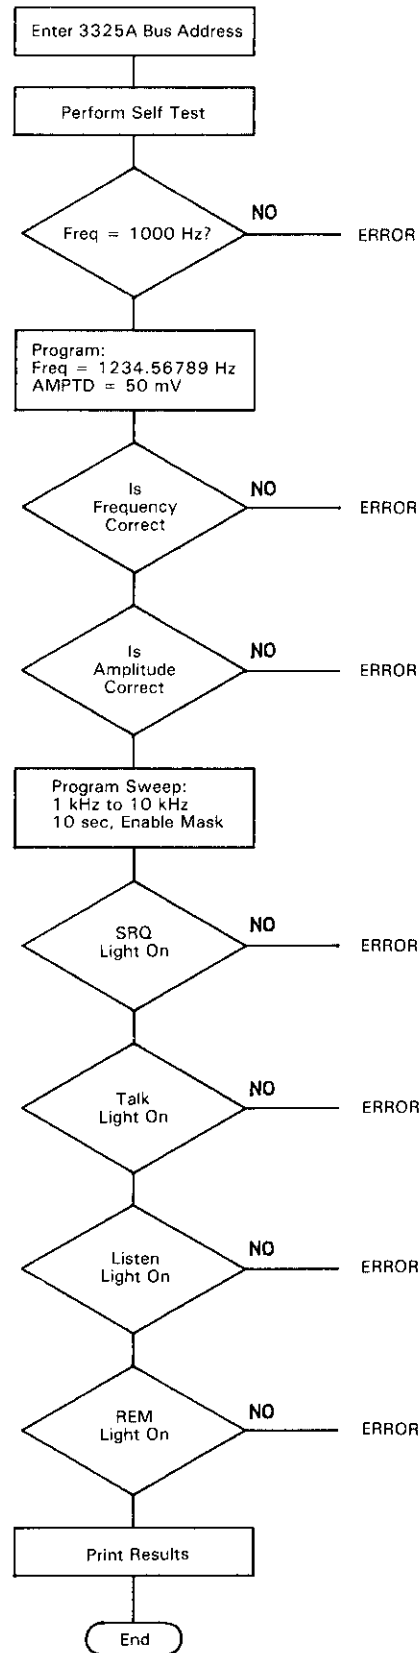 Enter 3325A Bus Address
Perform Self Test
Freq = 1000 Hz?
NO
ERROR
Program:
Freq = 1234.56789 Hz
AMPTD = 50 mV
Is
Frequency
Correct
NO
ERROR
Is
Amplitude
Correct
NO
ERROR
Program Sweep:
1 kHz to 10 kHz
10 sec, Enable Mask
SRQ
Light On
NO
ERROR
Talk
Light On
NO
ERROR
Listen
Light On
NO
ERROR
REM
Light On
NO
ERROR
Print Results
End